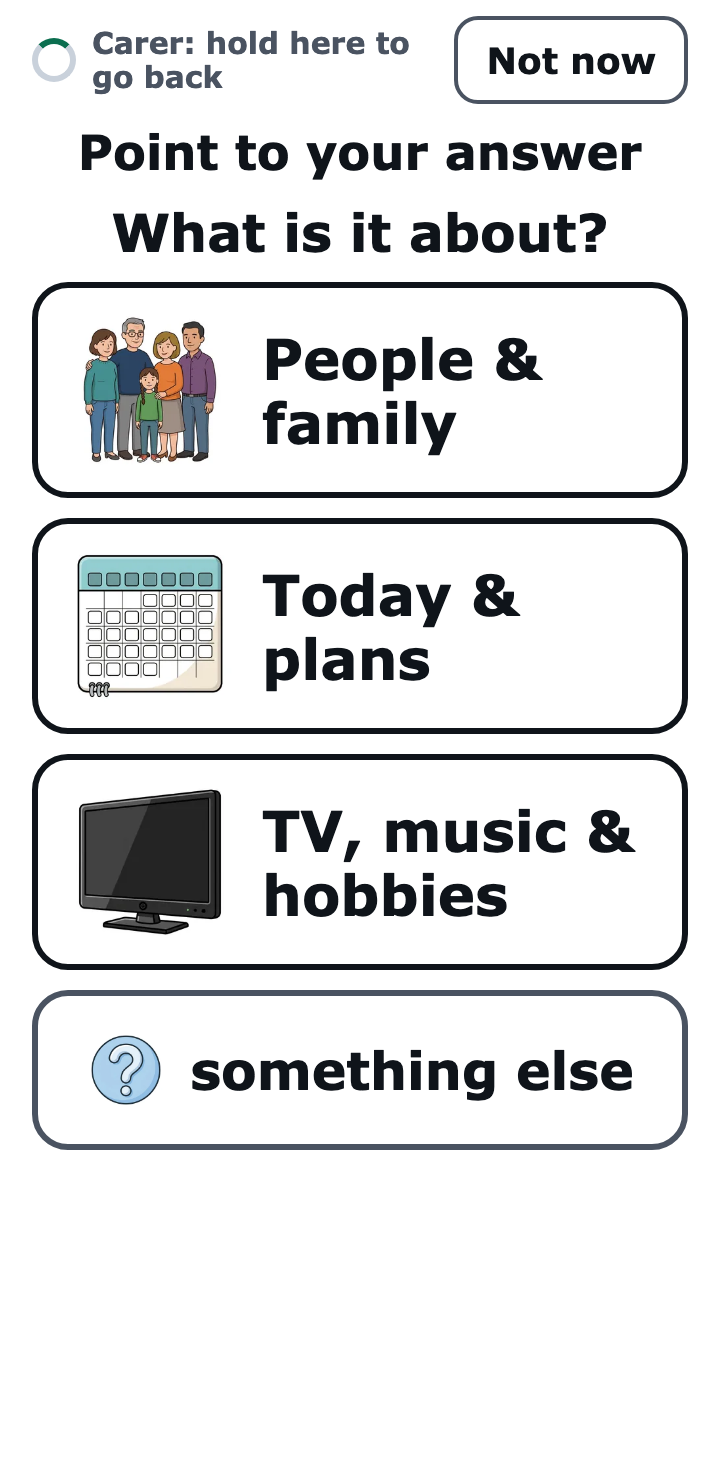 Carer: hold here to
go back
Not now
Point to your answer
What is it about?
People &
family
Today &
plans
TV, music &
hobbies
?
something else